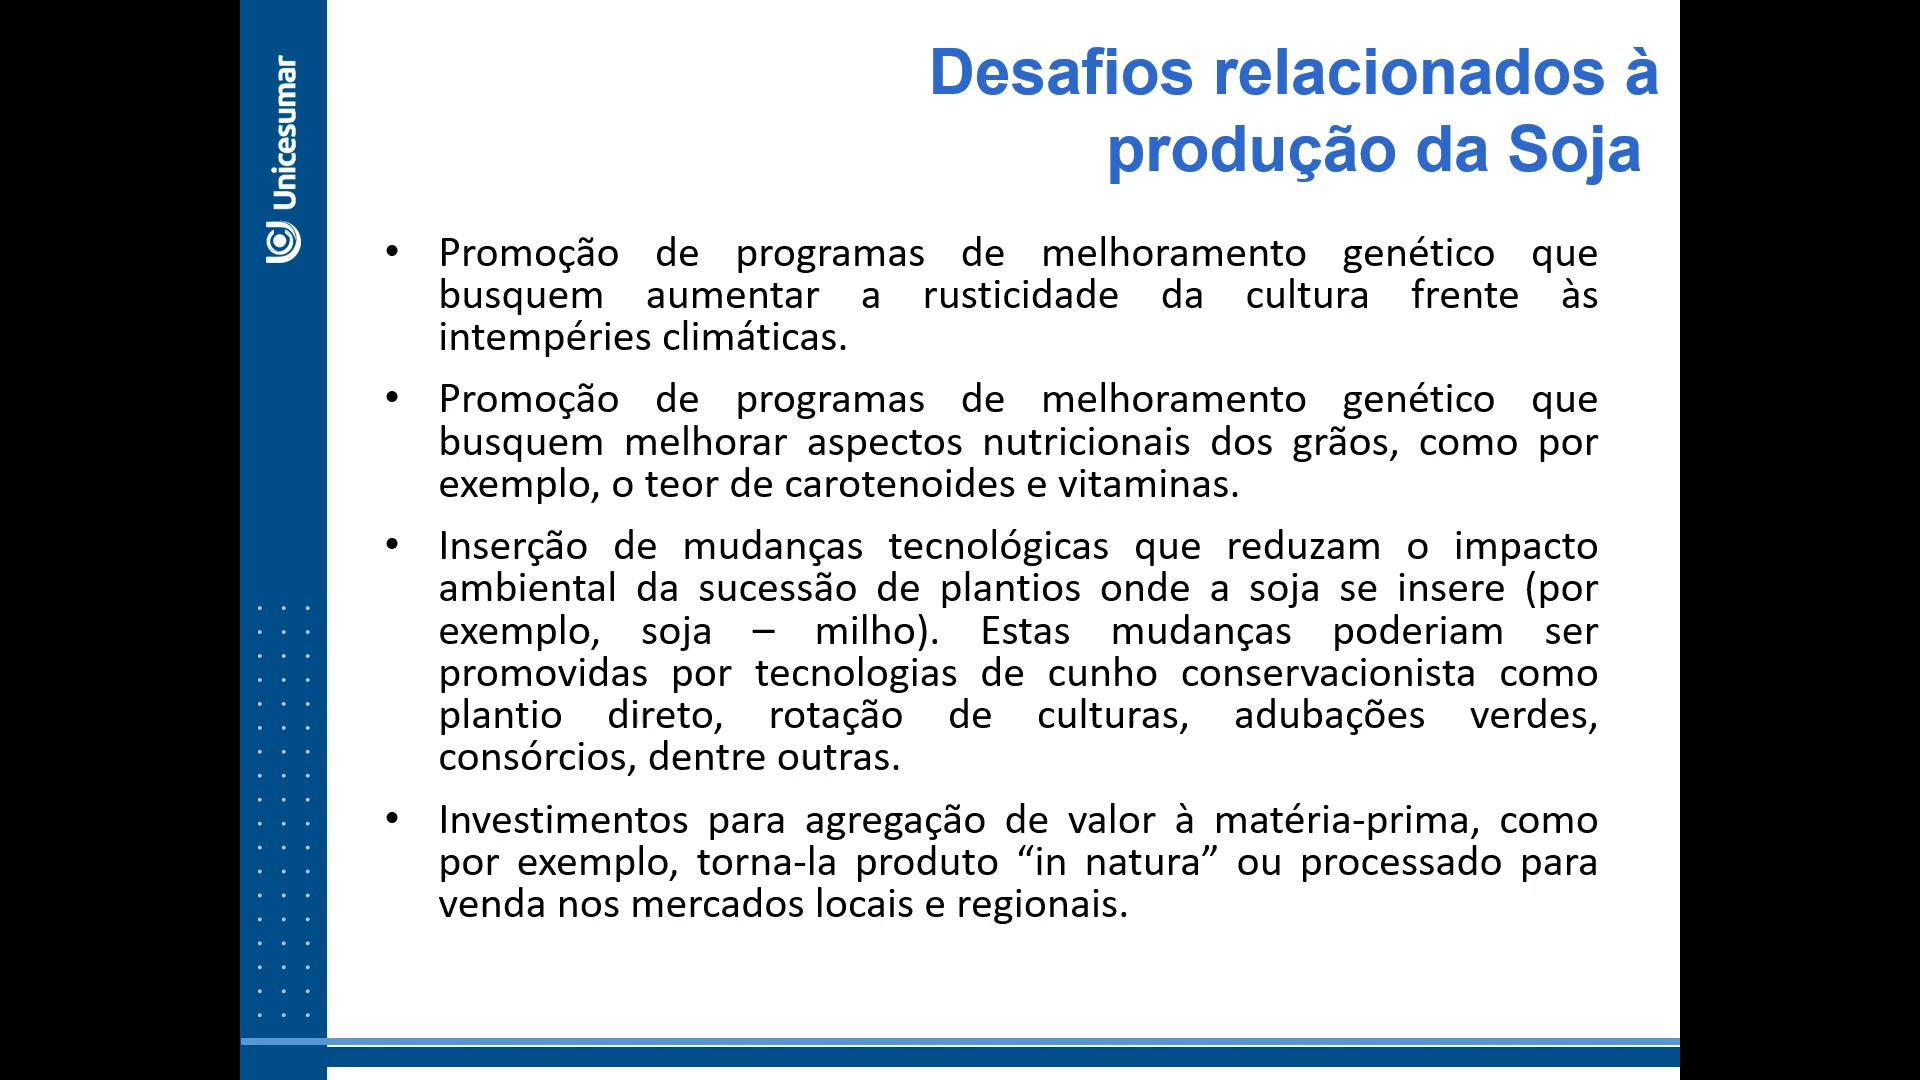 Unicesumar
Desafios relacionados à
produção da Soja
• Promoção de programas de melhoramento genético que
busquem aumentar a rusticidade da cultura frente às
intempéries climáticas.
• Promoção de programas de melhoramento genético que
busquem melhorar aspectos nutricionais dos grãos, como por
exemplo, o teor de carotenoides e vitaminas.
• Inserção de mudanças tecnológicas que reduzam o impacto
ambiental da sucessão de plantios onde a soja se insere (por
exemplo, soja – milho). Estas mudanças poderiam ser
promovidas por tecnologias de cunho conservacionista como
plantio direto, rotação de culturas, adubações verdes,
consórcios, dentre outras.
• Investimentos para agregação de valor à matéria-prima, como
por exemplo, torna-la produto “in natura” ou processado para
venda nos mercados locais e regionais.